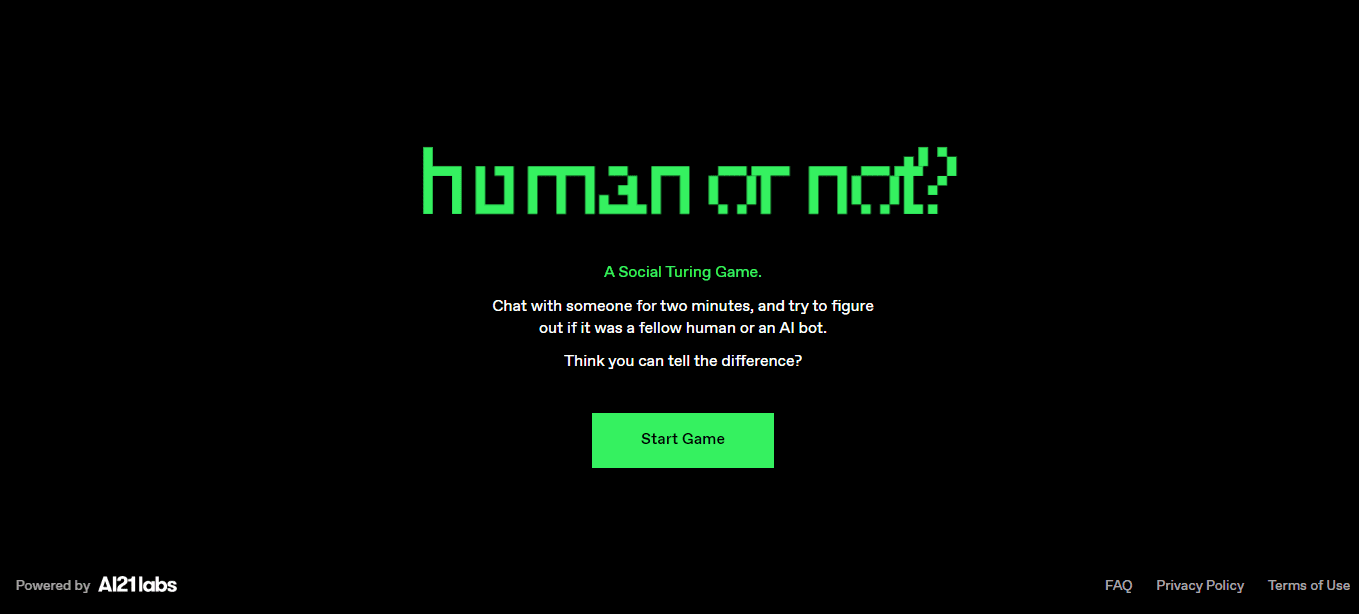 human or not?
A Social Turing Game.
Chat with someone for two minutes, and try to figure
out if it was a fellow human or an AI bot.
Think you can tell the difference?
Start Game
Powered by AI21labs
FAQ Privacy Policy Terms of Use